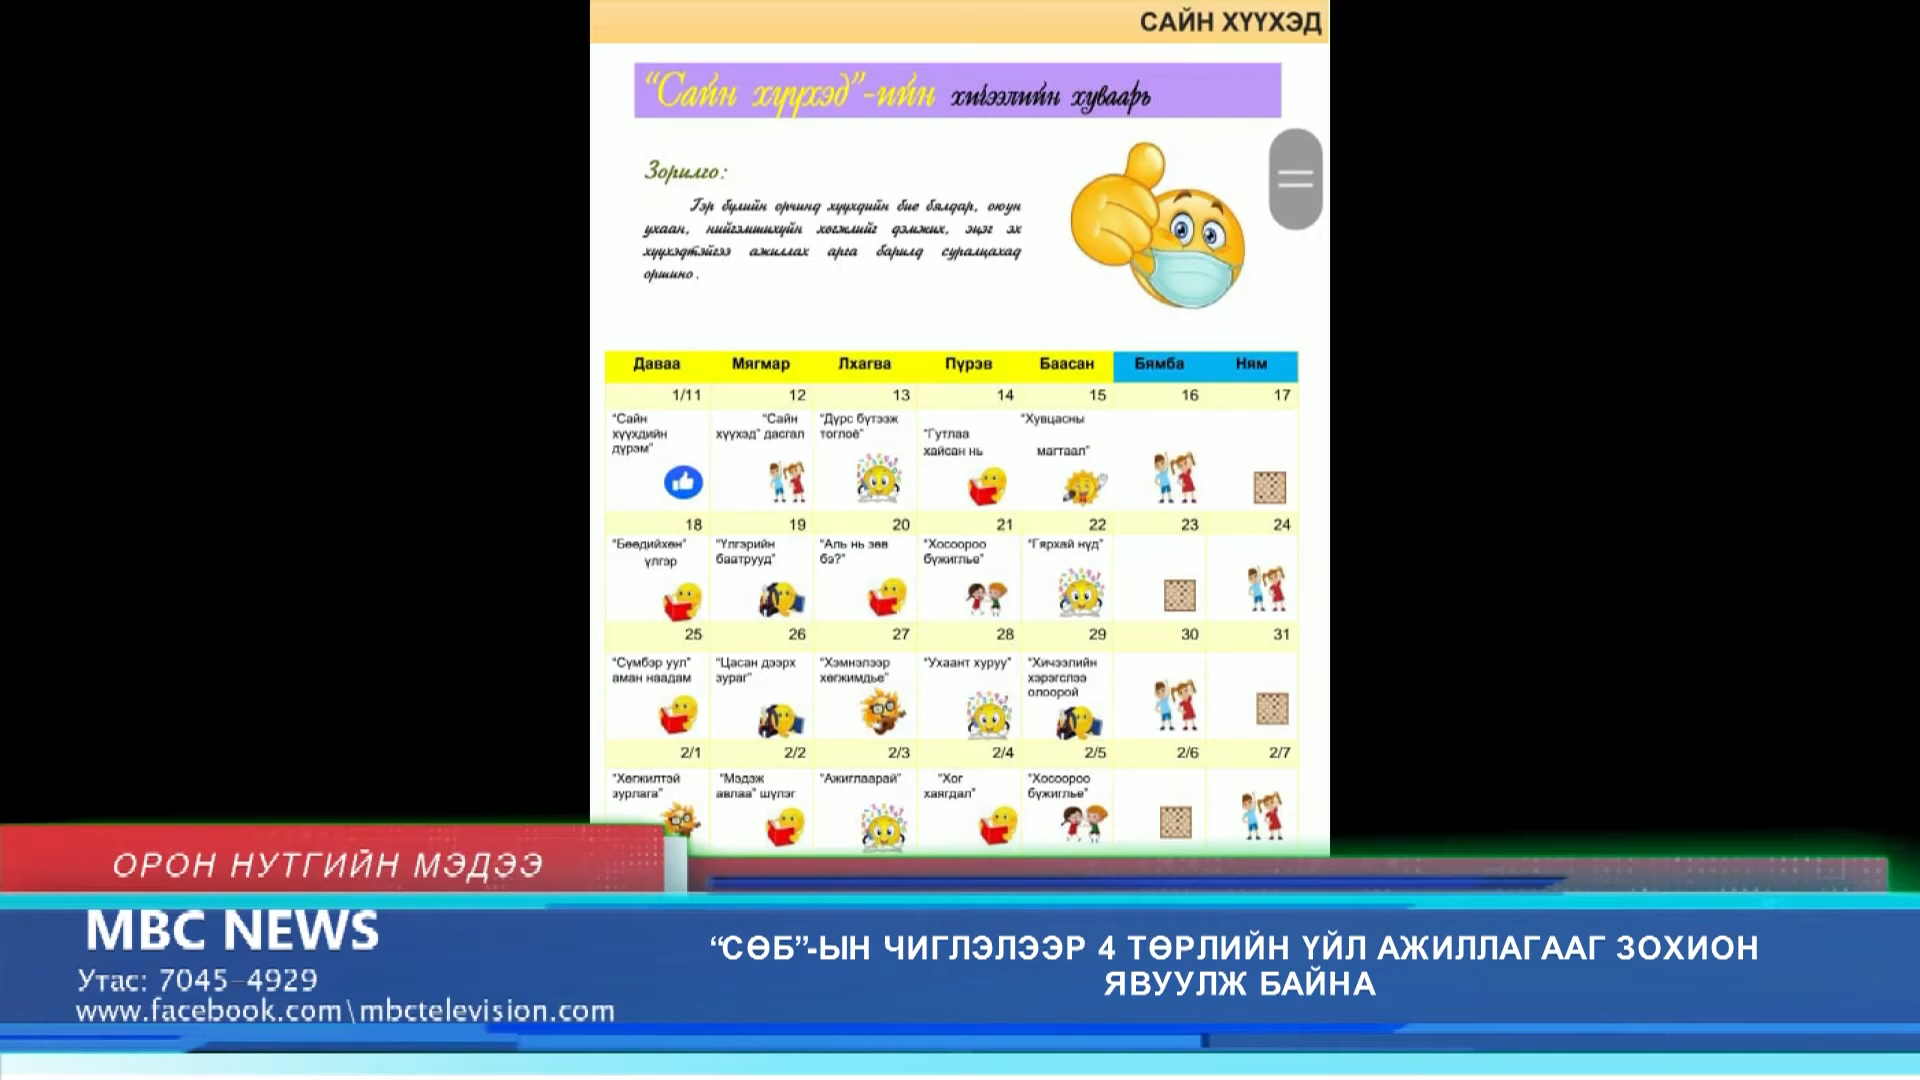 САЙН ХҮҮХЭД
“Сайн хүүхэд”-ийн хичээлийн хуваарь
Зорилго:
Гэр бүлийн орчинд хүүхдийн бие бялдар, оюун
ухаан, нийгэмшихүйн хөгжлийг дэмжих, эцэг эх
хүүхэдтэйгээ ажиллах арга барилд суралцахад
оршино.
Даваа Мягмар Лхагва Пүрэв Баасан Бямба Ням
1/11 12 13 14 15 16 17
“Сайн
хүүхдийн
дүрэм”
“Сайн
хүүхэд” дасгал
“Дүрс бүтээж
тоглоё”
“Гутлаа
хайсан нь
“Хувцасны
магтаал”
18 19 20 21 22 23 24
“Бөөдийхөн”
үлгэр
“Үлгэрийн
баатрууд”
“Аль нь зөв
бэ?”
“Хосоороо
бүжиглье”
“Гярхай нүд”
25 26 27 28 29 30 31
“Сүмбэр уул”
аман наадам
“Цасан дээрх
зураг”
“Хэмнэлээр
хөгжимдье”
“Ухаант хуруу”
“Хичээлийн
хэрэгслээ
олоорой
2/1 2/2 2/3 2/4 2/5 2/6 2/7
“Хөгжилтэй
зурлага”
“Мэдэж
авлаа” шүлэг
“Ажиглаарай”
“Хог
хаягдал”
“Хосоороо
бүжиглье”
ОРОН НУТГИЙН МЭДЭЭ
MBC NEWS
Утас: 7045-4929
www.facebook.com\mbctelevision.com
“СӨБ”-ЫН ЧИГЛЭЛЭЭР 4 ТӨРЛИЙН ҮЙЛ АЖИЛЛАГААГ ЗОХИОН
ЯВУУЛЖ БАЙНА